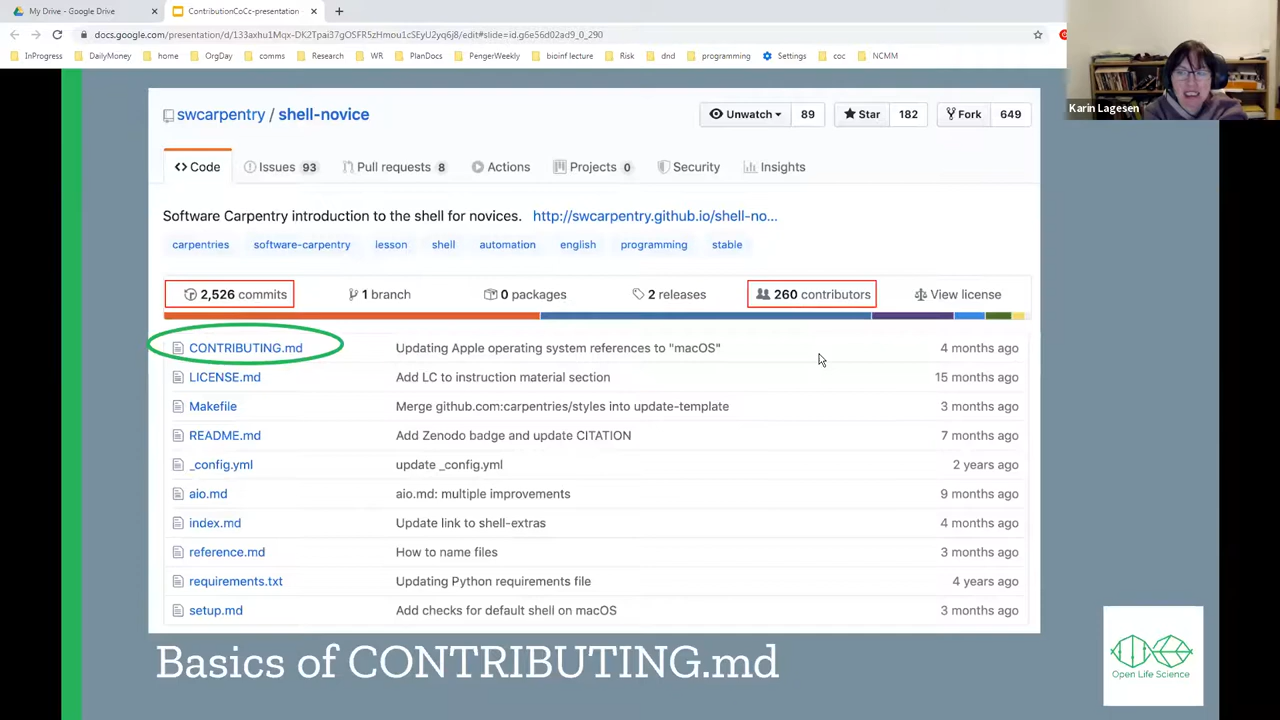 My Drive - Google Drive
ContributionCoCc-presentation
docs.google.com/presentation/d/133axhu1Mqx-DK2Tpai37gOSFR5zHmou1cSEyU2yq6j8/edit#slide=id.g6e56d02ad9_0_290
InProgress DailyMoney home OrgDay comms Research WR PlanDocs PengerWeekly bioinf lecture Risk dnd programming Settings coc NCMM
Karin Lagesen
swcarpentry / shell-novice
Unwatch 89 Star 182 Fork 649
Code Issues 93 Pull requests 8 Actions Projects 0 Security Insights
Software Carpentry introduction to the shell for novices. http://swcarpentry.github.io/shell-no...
carpentries software-carpentry lesson shell automation english programming stable
2,526 commits 1 branch 0 packages 2 releases 260 contributors View license
CONTRIBUTING.md Updating Apple operating system references to "macOS" 4 months ago
LICENSE.md Add LC to instruction material section 15 months ago
Makefile Merge github.com:carpentries/styles into update-template 3 months ago
README.md Add Zenodo badge and update CITATION 7 months ago
_config.yml update _config.yml 2 years ago
aio.md aio.md: multiple improvements 9 months ago
index.md Update link to shell-extras 4 months ago
reference.md How to name files 3 months ago
requirements.txt Updating Python requirements file 4 years ago
setup.md Add checks for default shell on macOS 3 months ago
Basics of CONTRIBUTING.md
Open Life Science